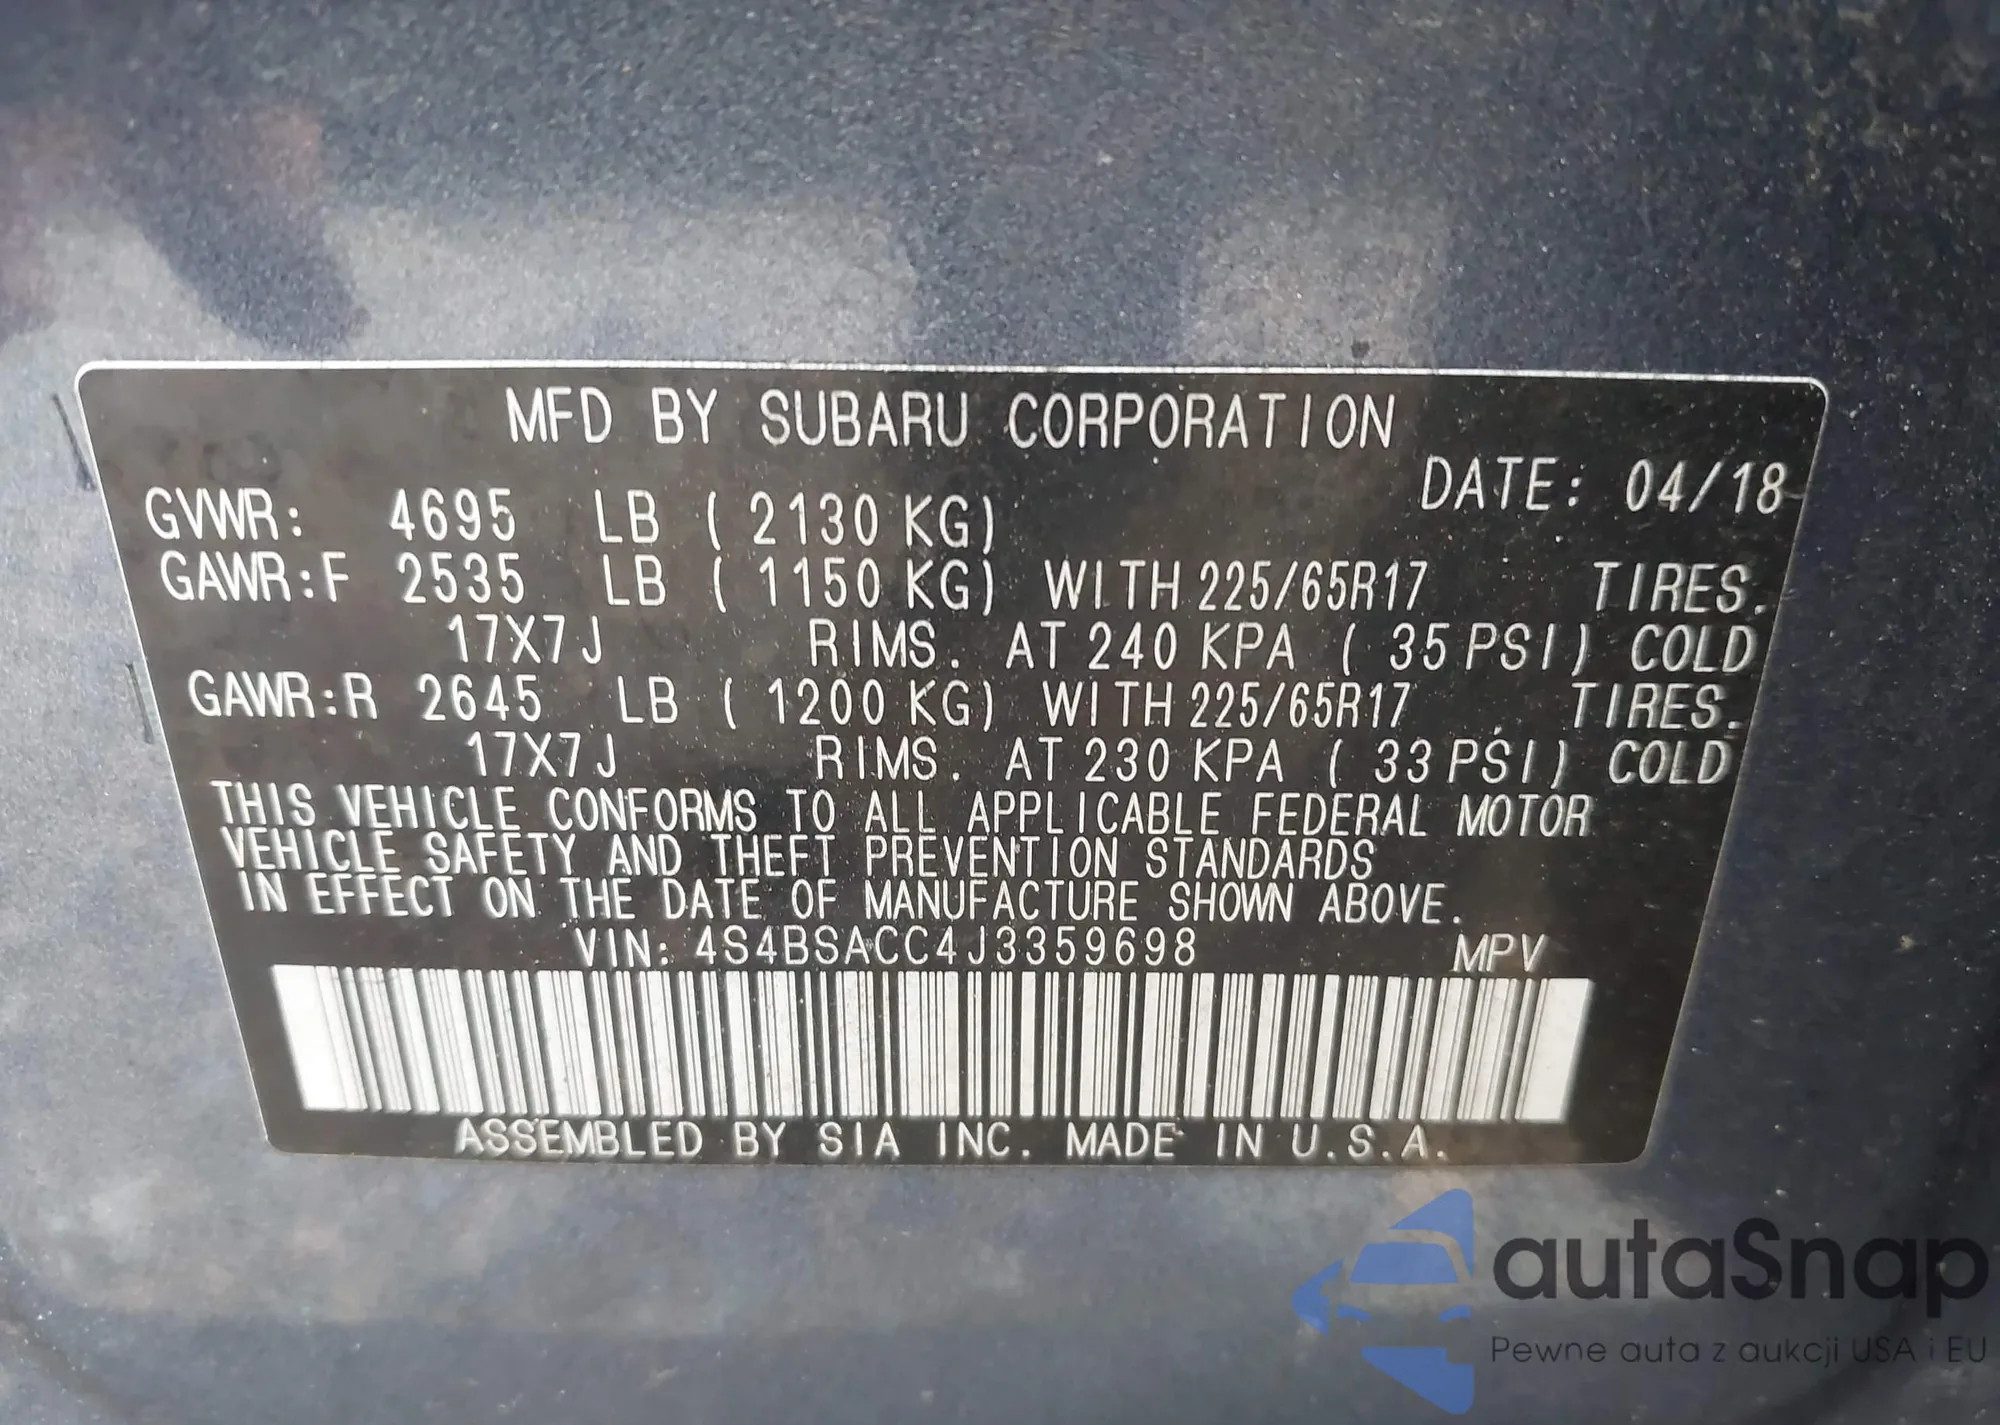 MFD BY SUBARU CORPORATION
DATE: 04/18
GVWR: 4695 LB ( 2130 KG)
GAWR:F 2535 LB ( 1150 KG) WITH 225/65R17 TIRES.
17X7J RIMS. AT 240 KPA ( 35 PSI) COLD
GAWR:R 2645 LB ( 1200 KG) WITH 225/65R17 TIRES.
17X7J RIMS. AT 230 KPA ( 33 PSI) COLD
THIS VEHICLE CONFORMS TO ALL APPLICABLE FEDERAL MOTOR
VEHICLE SAFETY AND THEFT PREVENTION STANDARDS
IN EFFECT ON THE DATE OF MANUFACTURE SHOWN ABOVE.
VIN: 4S4BSACC4J3359698 MPV
ASSEMBLED BY SIA INC. MADE IN U.S.A.
autaSnap
Pewne auta z aukcji USA i EU